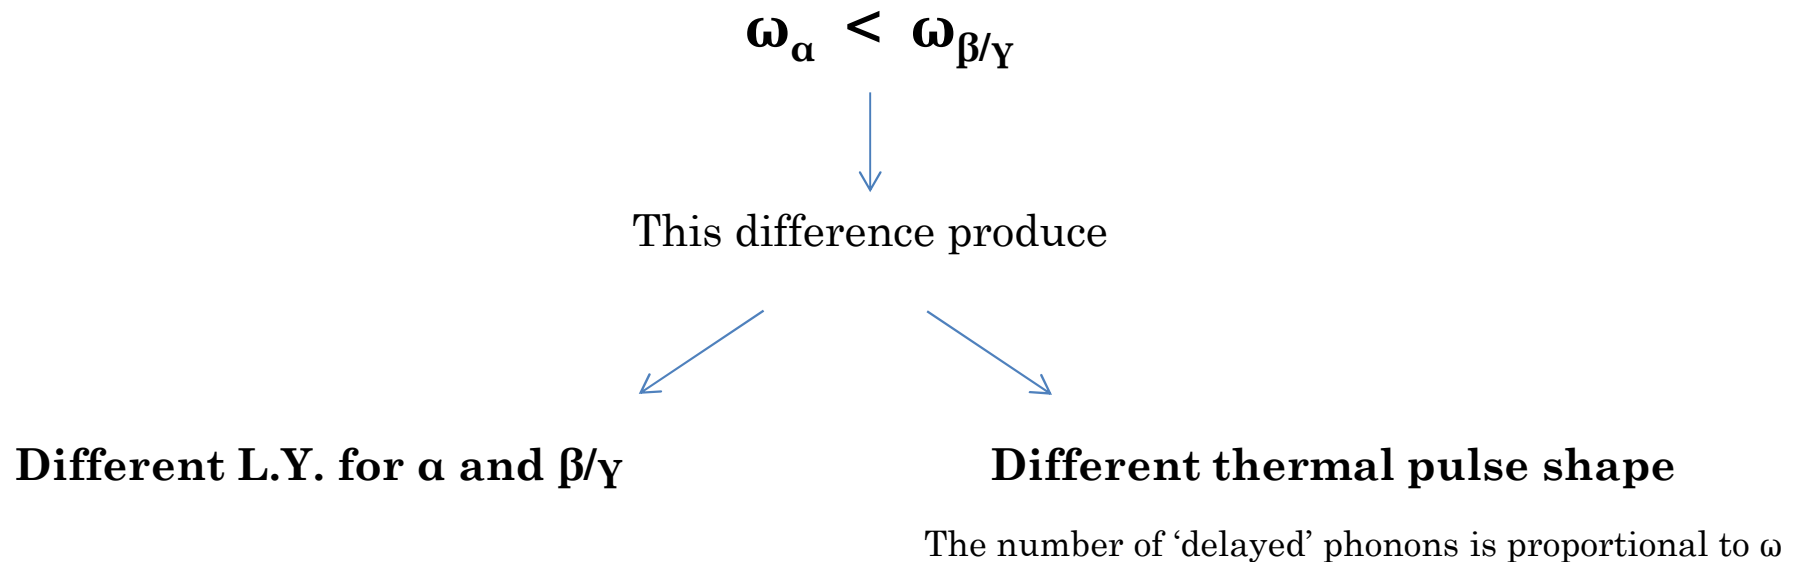 ωα < ωβ/γ
This difference produce
Different L.Y. for α and β/γ
Different thermal pulse shape
The number of ‘delayed’ phonons is proportional to ω